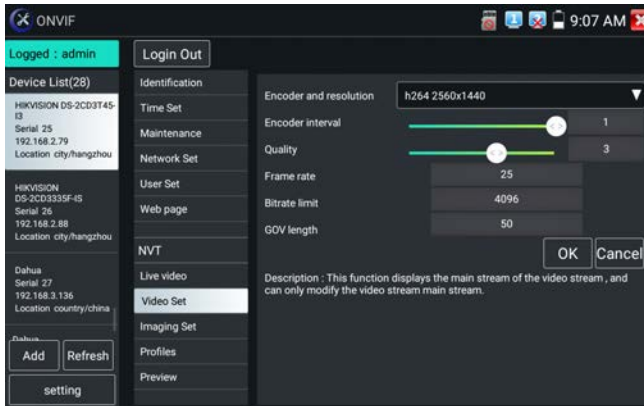 ONVIF
9:07 AM
Logged : admin
Login Out
Device List(28)
HIKVISION DS-2CD3T45-
I3
Serial 25
192.168.2.79
Location city/hangzhou
HIKVISION
DS-2CD3335F-IS
Serial 26
192.168.2.88
Location city/hangzhou
Dahua
Serial 27
192.168.3.136
Location country/china
Dahua
Add
Refresh
setting
Identification
Time Set
Maintenance
Network Set
User Set
Web page
NVT
Live video
Video Set
Imaging Set
Profiles
Preview
Encoder and resolution
h264 2560x1440
Encoder interval
1
Quality
3
Frame rate
25
Bitrate limit
4096
GOV length
50
OK
Cancel
Description : This function displays the main stream of the video stream , and
can only modify the video stream main stream.